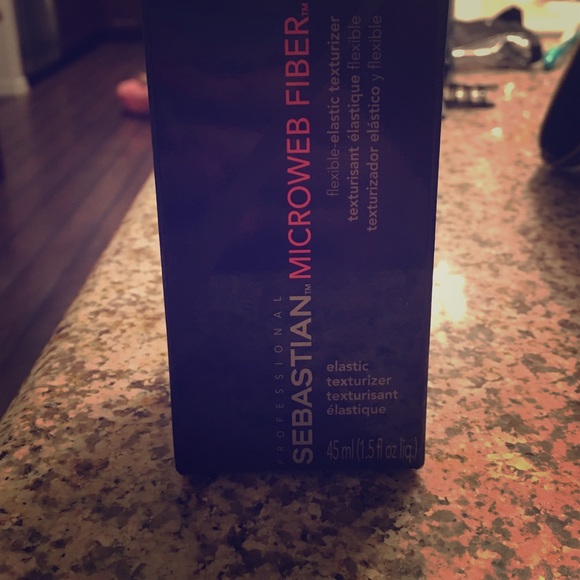 PROFESSIONAL
SEBASTIAN™ MICROWEB FIBER™
flexible-elastic texturizer
texturisant élastique flexible
texturizador elástico y flexible
elastic
texturizer
texturisant
élastique
45 ml (1.5 fl oz liq.)